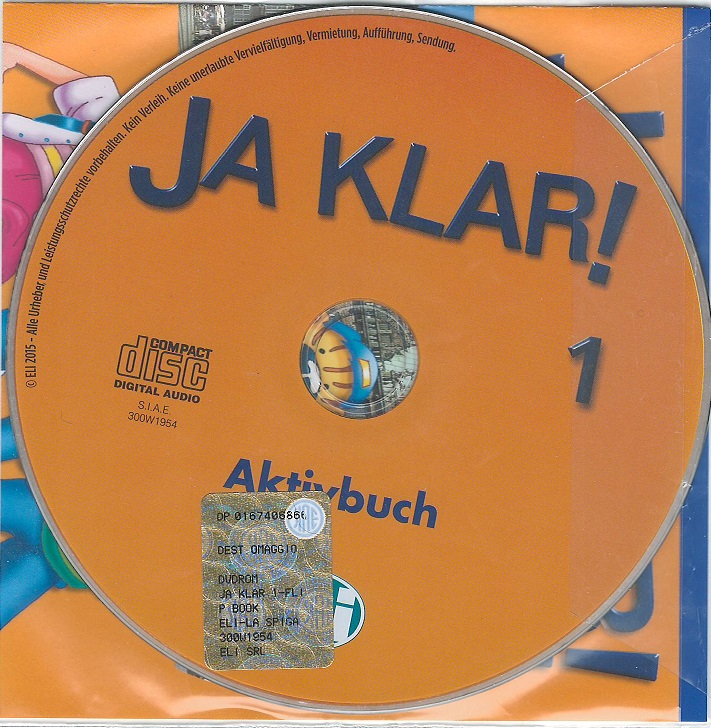 © ELI 2015 - Alle Urheber und Leistungsschutzrechte vorbehalten. Kein Verleih. Keine unerlaubte Vervielfältigung, Vermietung, Aufführung, Sendung.
JA KLAR!
1
COMPACT
disc
DIGITAL AUDIO
S.I.A.E.
300W1954
Aktivbuch
DP 016740686
DEST.OMAGGIO
DVDROM
JA KLAR 1-FLI
P BOOK
ELI-LA SPIGA
300W1954
ELI SRL